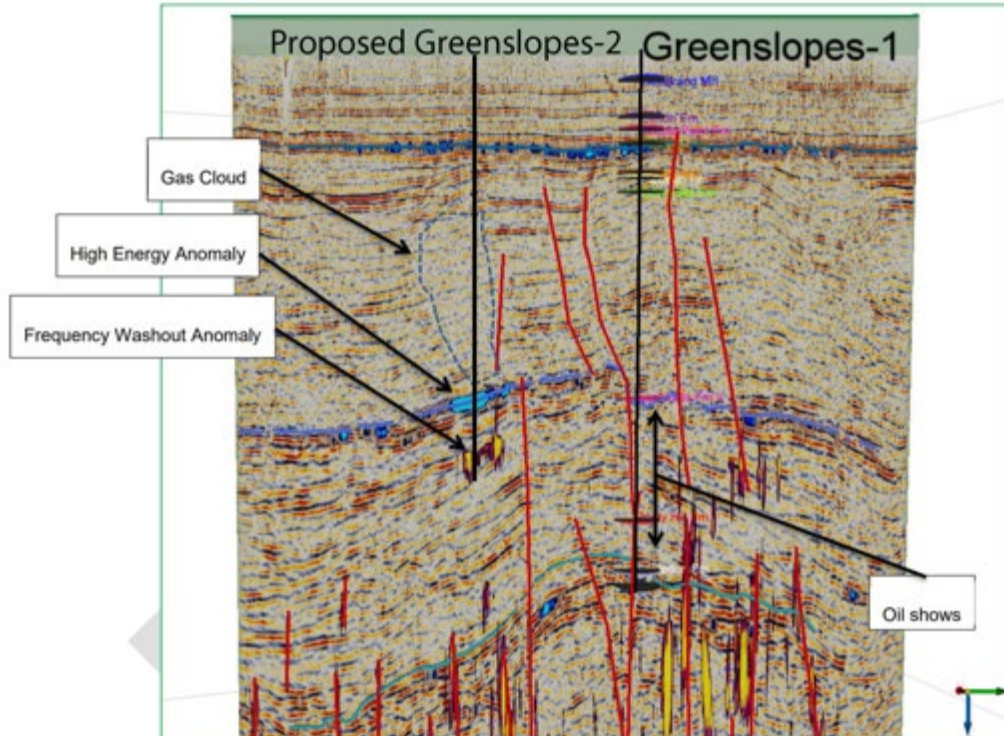 Proposed Greenslopes-2
Greenslopes-1
Gas Cloud
High Energy Anomaly
Frequency Washout Anomaly
Oil shows